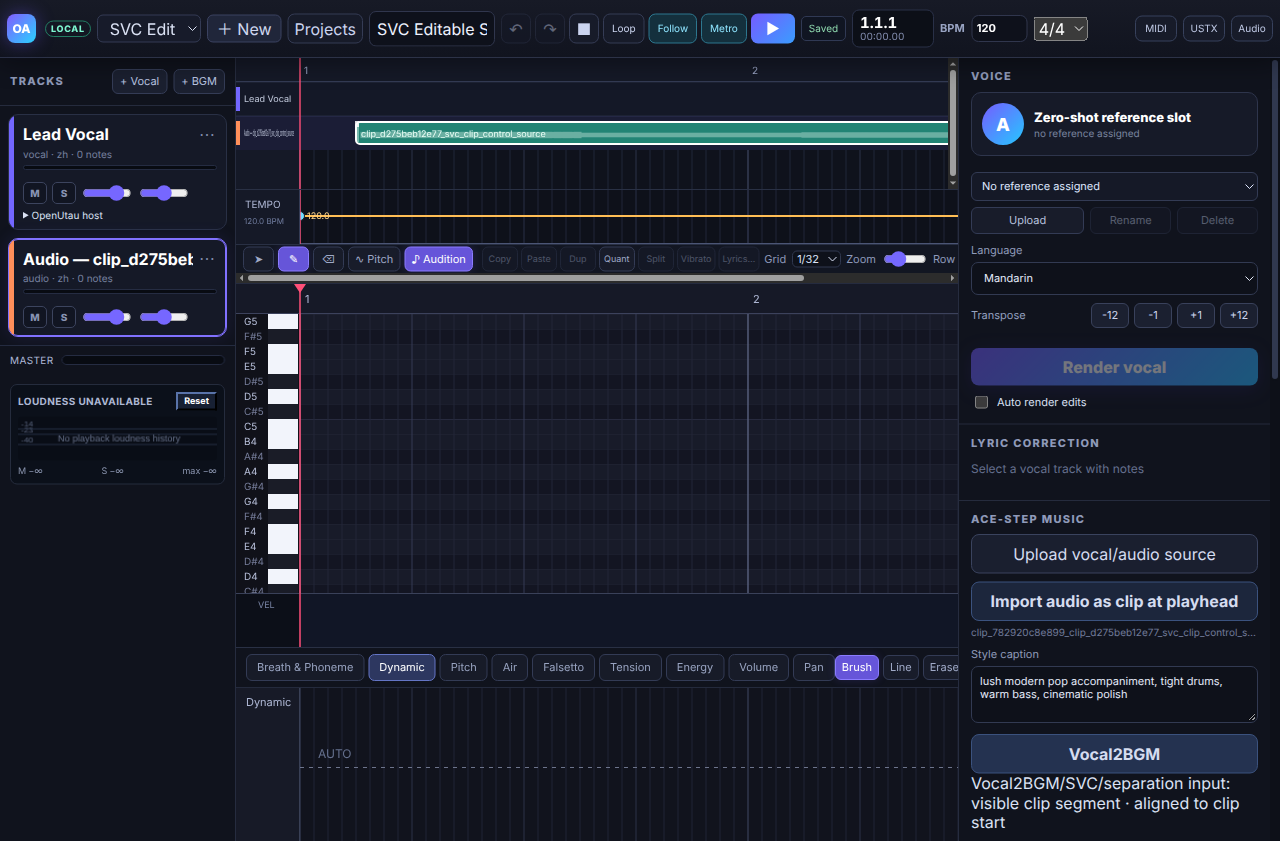 OA LOCAL SVC Edit + New Projects SVC Editable S Loop Follow Metro Saved 1.1.1 00:00.00 BPM 120 4/4 MIDI USTX Audio
TRACKS + Vocal + BGM
Lead Vocal ...
vocal · zh · 0 notes
M S
OpenUtau host
Audio — clip_d275beb ...
audio · zh · 0 notes
M S
MASTER
LOUDNESS UNAVAILABLE Reset
-14
-23
-40
No playback loudness history
M −∞ S −∞ max −∞
1 2
Lead Vocal
clip_d275beb12e77_svc_clip_control_source
TEMPO
120.0 BPM
120.0
Pitch Audition Copy Paste Dup Quant Split Vibrato Lyrics... Grid 1/32 Zoom Row
1 2
G5
F#5
F5
E5
D#5
D5
C#5
C5
B4
A#4
A4
G#4
G4
F#4
F4
E4
D#4
D4
C#4
VEL
Breath & Phoneme Dynamic Pitch Air Falsetto Tension Energy Volume Pan Brush Line Erase
Dynamic
AUTO
VOICE
A
Zero-shot reference slot
no reference assigned
No reference assigned
Upload Rename Delete
Language
Mandarin
Transpose -12 -1 +1 +12
Render vocal
Auto render edits
LYRIC CORRECTION
Select a vocal track with notes
ACE-STEP MUSIC
Upload vocal/audio source
Import audio as clip at playhead
clip_782920c8e899_clip_d275beb12e77_svc_clip_control_s...
Style caption
lush modern pop accompaniment, tight drums,
warm bass, cinematic polish
Vocal2BGM
Vocal2BGM/SVC/separation input:
visible clip segment · aligned to clip
start